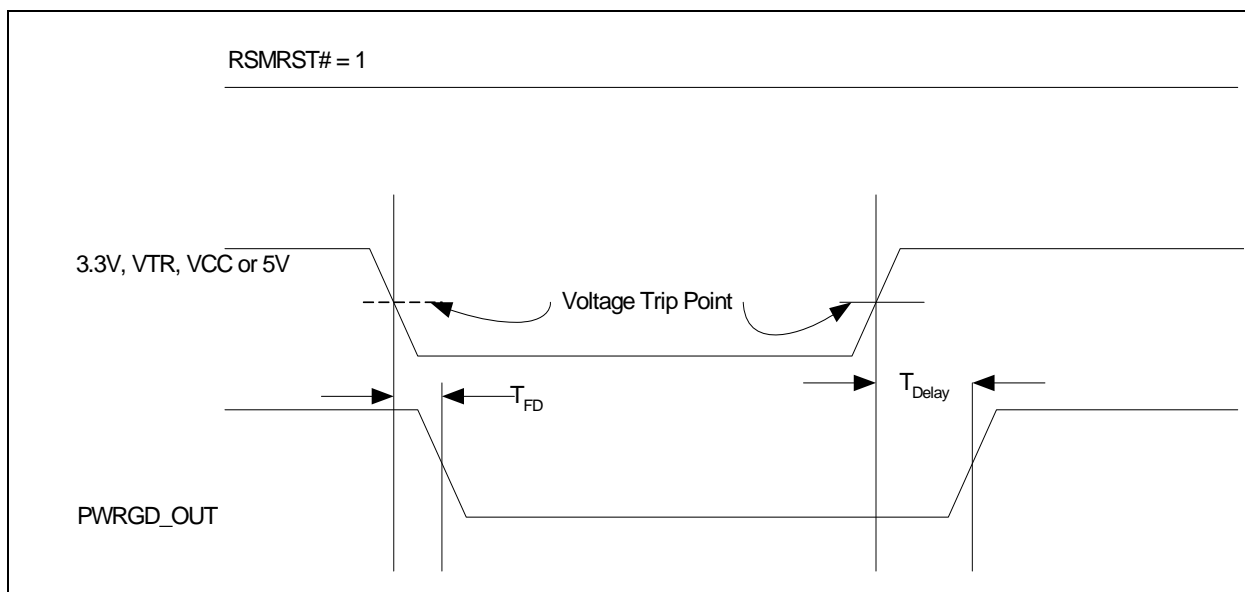 RSMRST# = 1
3.3V, VTR, VCC or 5V
Voltage Trip Point
TFD
TDelay
PWRGD_OUT